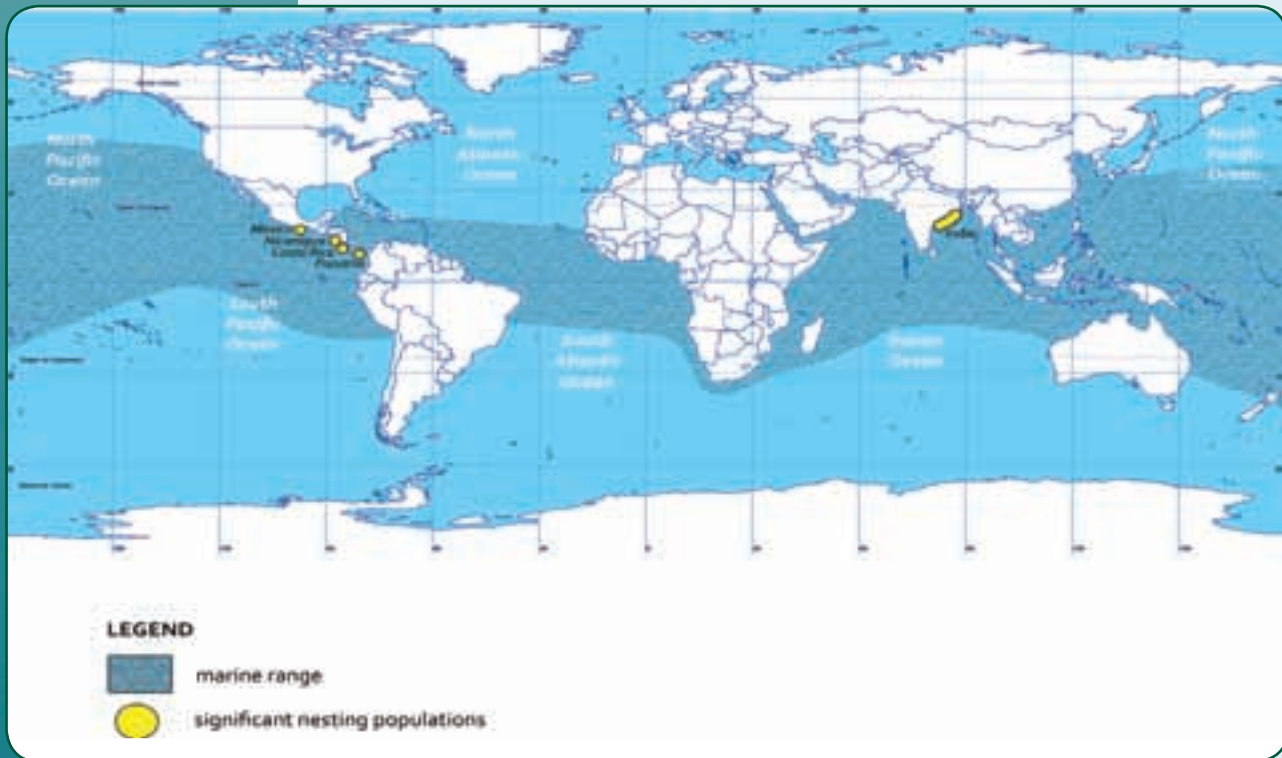 North
Pacific
Ocean
North
Atlantic
Ocean
North
Pacific
Ocean
Mexico
Nicaragua
Costa Rica
Panama
India
South
Pacific
Ocean
South
Atlantic
Ocean
Indian
Ocean
LEGEND
marine range
significant nesting populations